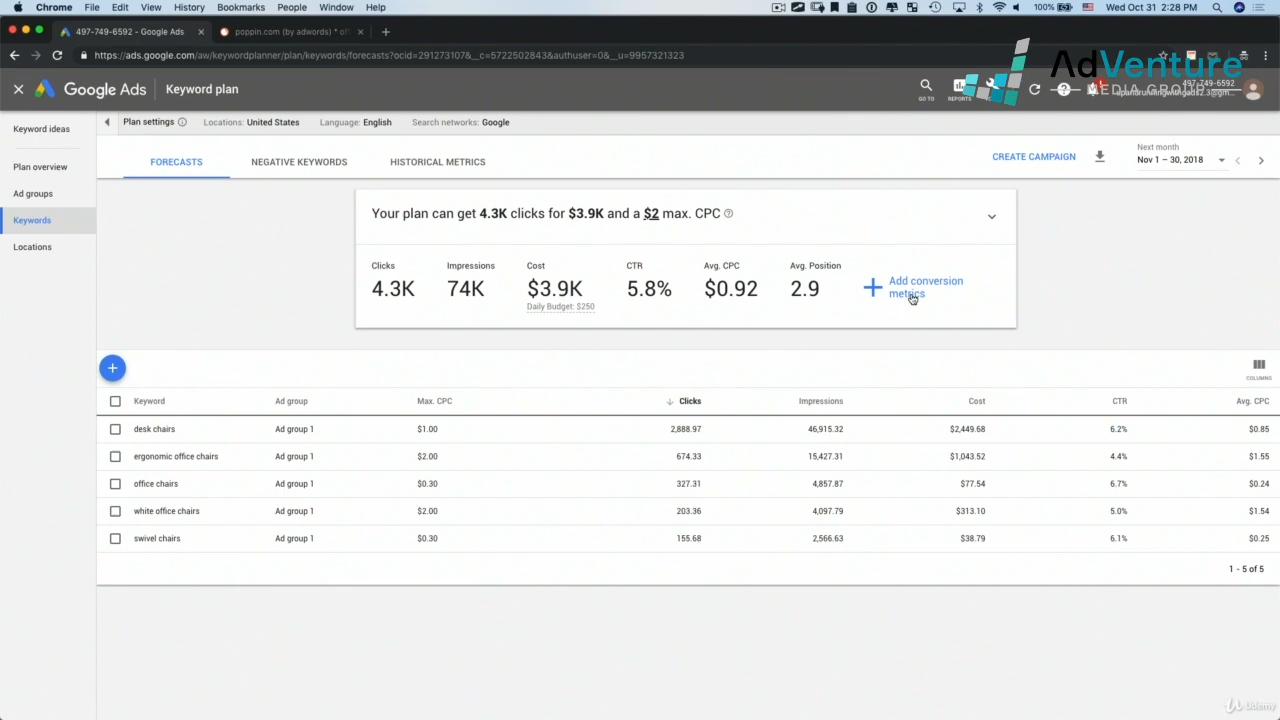 Chrome File Edit View History Bookmarks People Window Help 100% Wed Oct 31 2:28 PM
497-749-6592 - Google Ads poppin.com (by adwords) * of
https://ads.google.com/aw/keywordplanner/plan/keywords/forecasts?ocid=291273107&__c=5722502843&authuser=0&__u=9957321323
AdVenture
MEDIA GROUP
Google Ads Keyword plan
GO TO REPORTS
497-749-6592
Keyword ideas
Plan overview
Ad groups
Keywords
Locations
Plan settings Locations: United States Language: English Search networks: Google
FORECASTS NEGATIVE KEYWORDS HISTORICAL METRICS CREATE CAMPAIGN
Next month
Nov 1 – 30, 2018
Your plan can get 4.3K clicks for $3.9K and a $2 max. CPC
Clicks Impressions Cost CTR Avg. CPC Avg. Position
4.3K 74K $3.9K 5.8% $0.92 2.9
Daily Budget: $250
Add conversion
metrics
COLUMNS
Keyword Ad group Max. CPC Clicks Impressions Cost CTR Avg. CPC
desk chairs Ad group 1 $1.00 2,888.97 46,915.32 $2,449.68 6.2% $0.85
ergonomic office chairs Ad group 1 $2.00 674.33 15,427.31 $1,043.52 4.4% $1.55
office chairs Ad group 1 $0.30 327.31 4,857.87 $77.54 6.7% $0.24
white office chairs Ad group 1 $2.00 203.36 4,097.79 $313.10 5.0% $1.54
swivel chairs Ad group 1 $0.30 155.68 2,566.63 $38.79 6.1% $0.25
1 - 5 of 5
Udemy